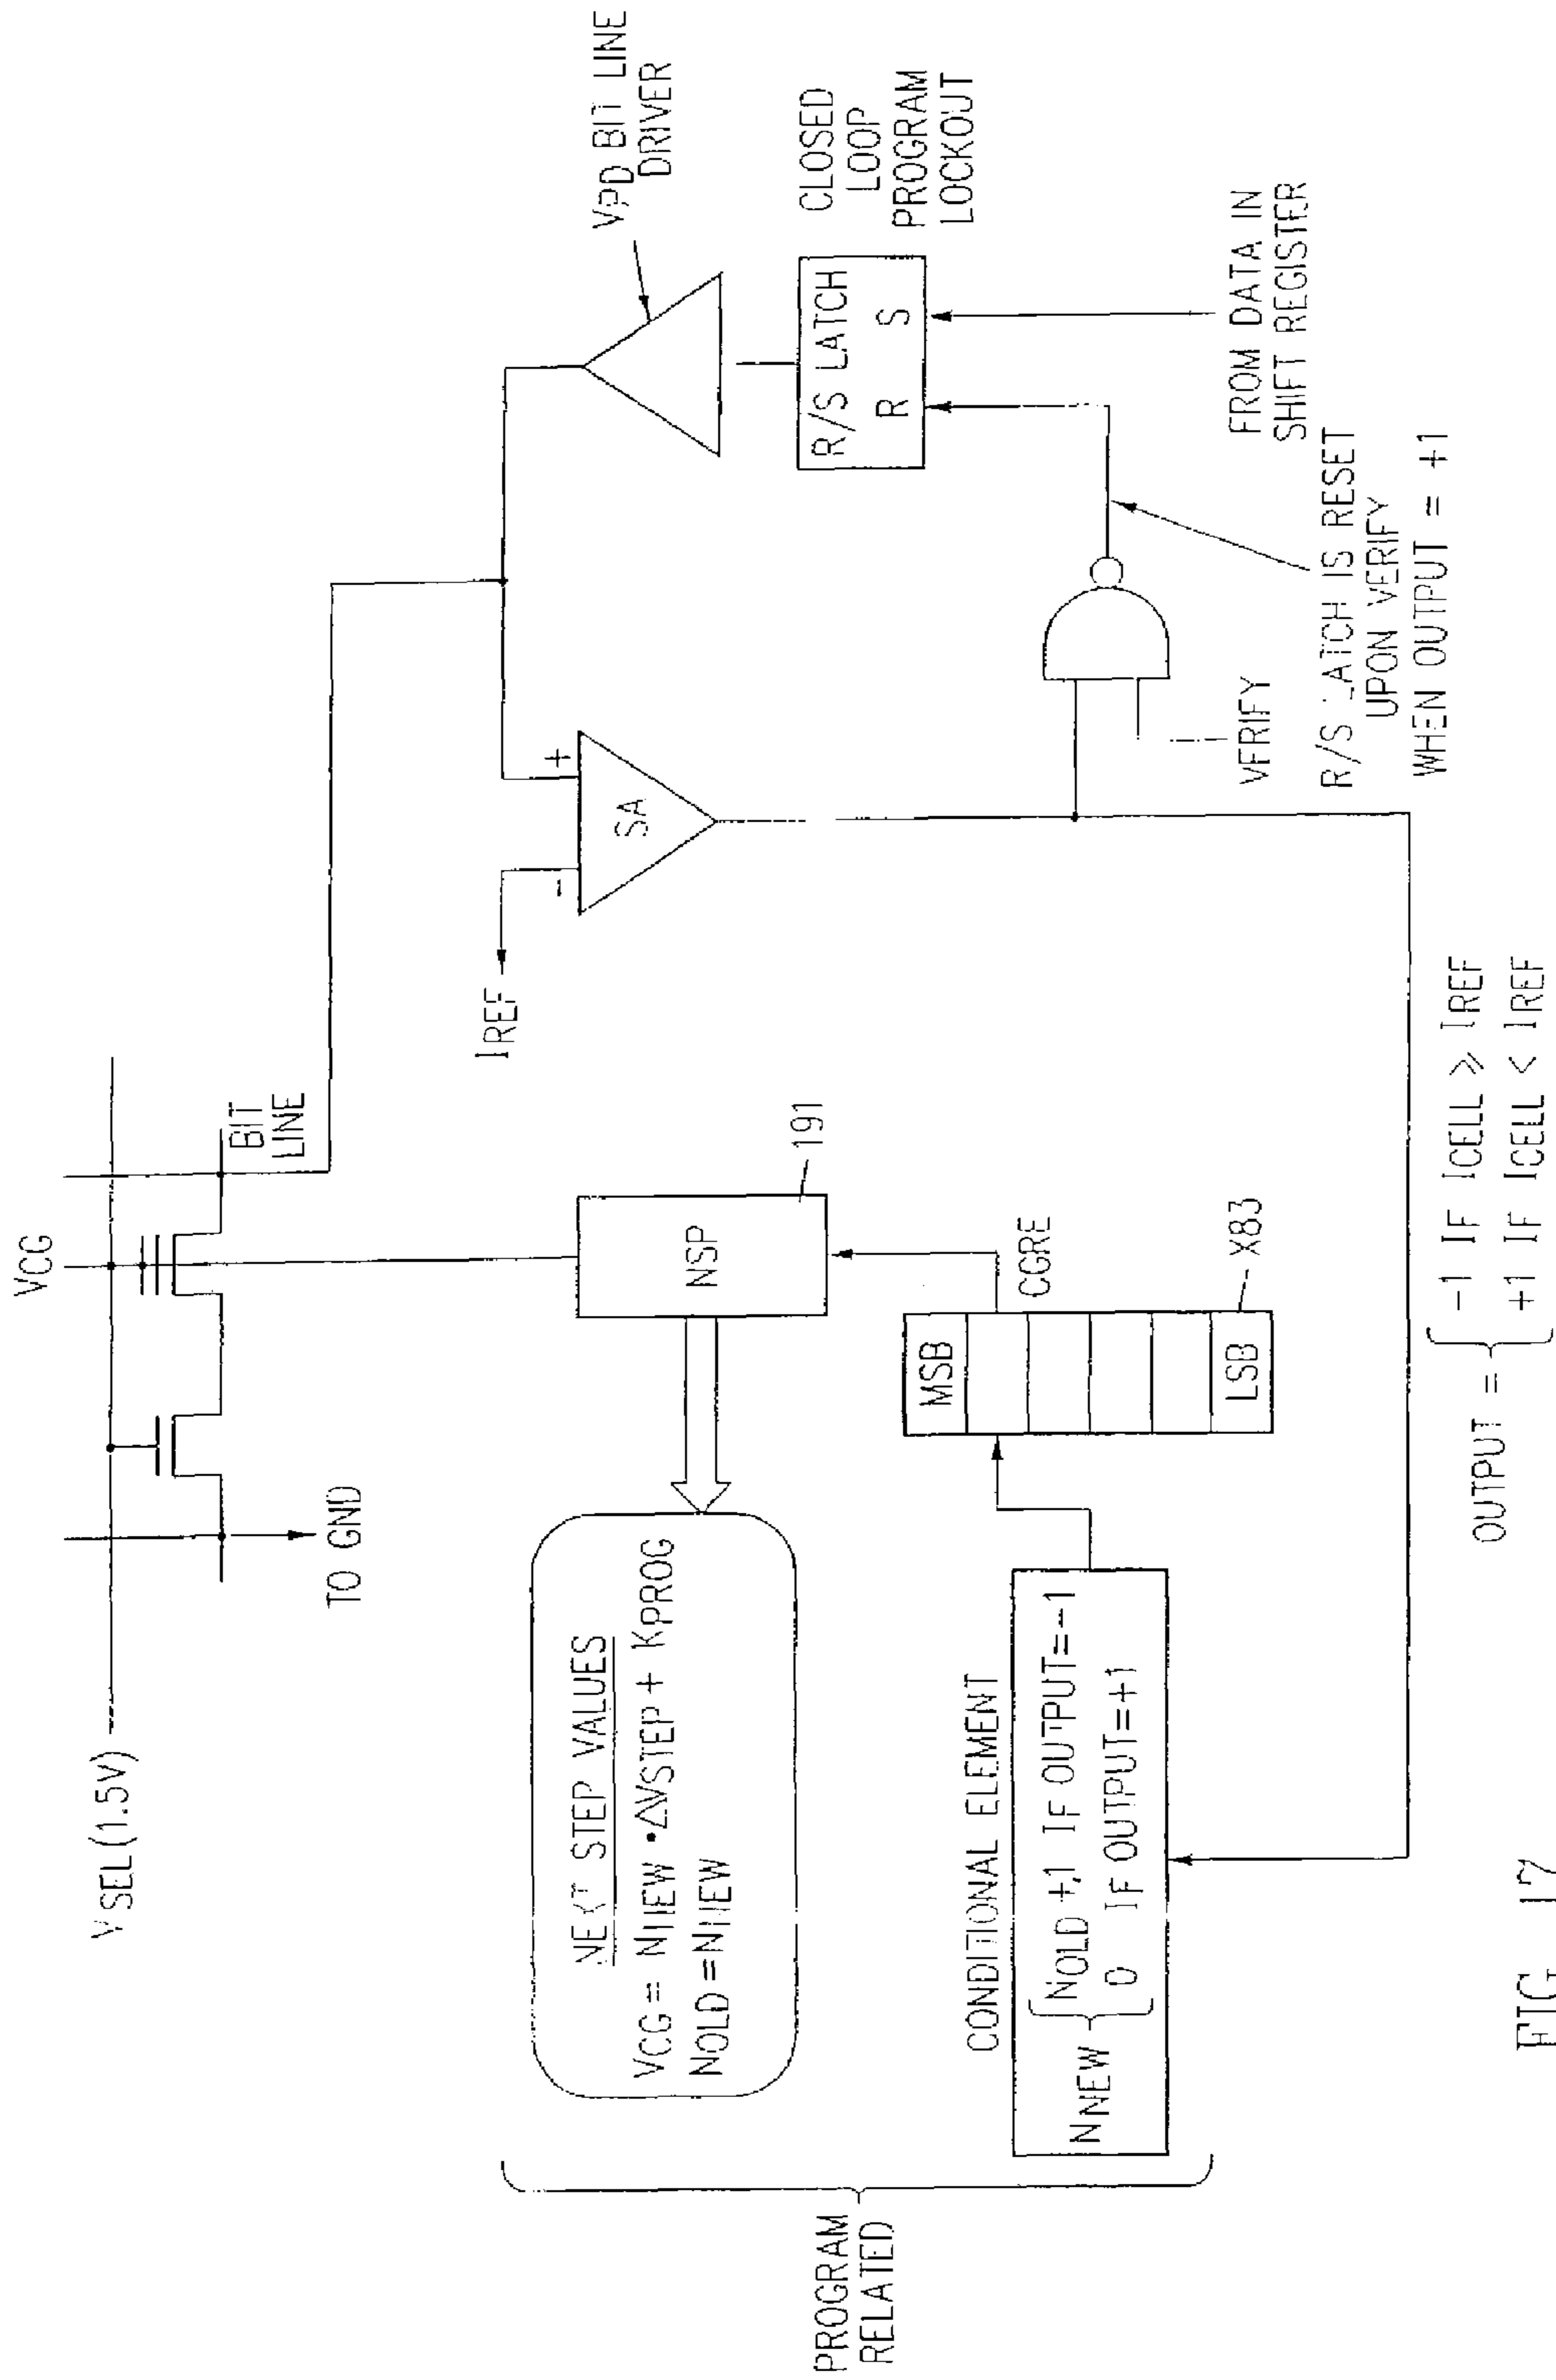 VSEL(1.5V)
VCG
TO GND
BIT
LINE
PROGRAM
RELATED
NEXT STEP VALUES
VCG = NNEW • ΔVSTEP + KPROG
NOLD = NNEW
NSP
191
IREF
-
+
SA
VPD BIT LINE
DRIVER
CONDITIONAL ELEMENT
NNEW { NOLD +1 IF OUTPUT=-1
0 IF OUTPUT=+1
MSB
LSB
CGRE
X83
R/S LATCH
R S
CLOSED
LOOP
PROGRAM
LOCKOUT
VERIFY
FROM DATA IN
SHIFT REGISTER
R/S LATCH IS RESET
UPON VERIFY
WHEN OUTPUT = +1
OUTPUT = { -1 IF ICELL ⩾ IREF
+1 IF ICELL < IREF
FIG. 17